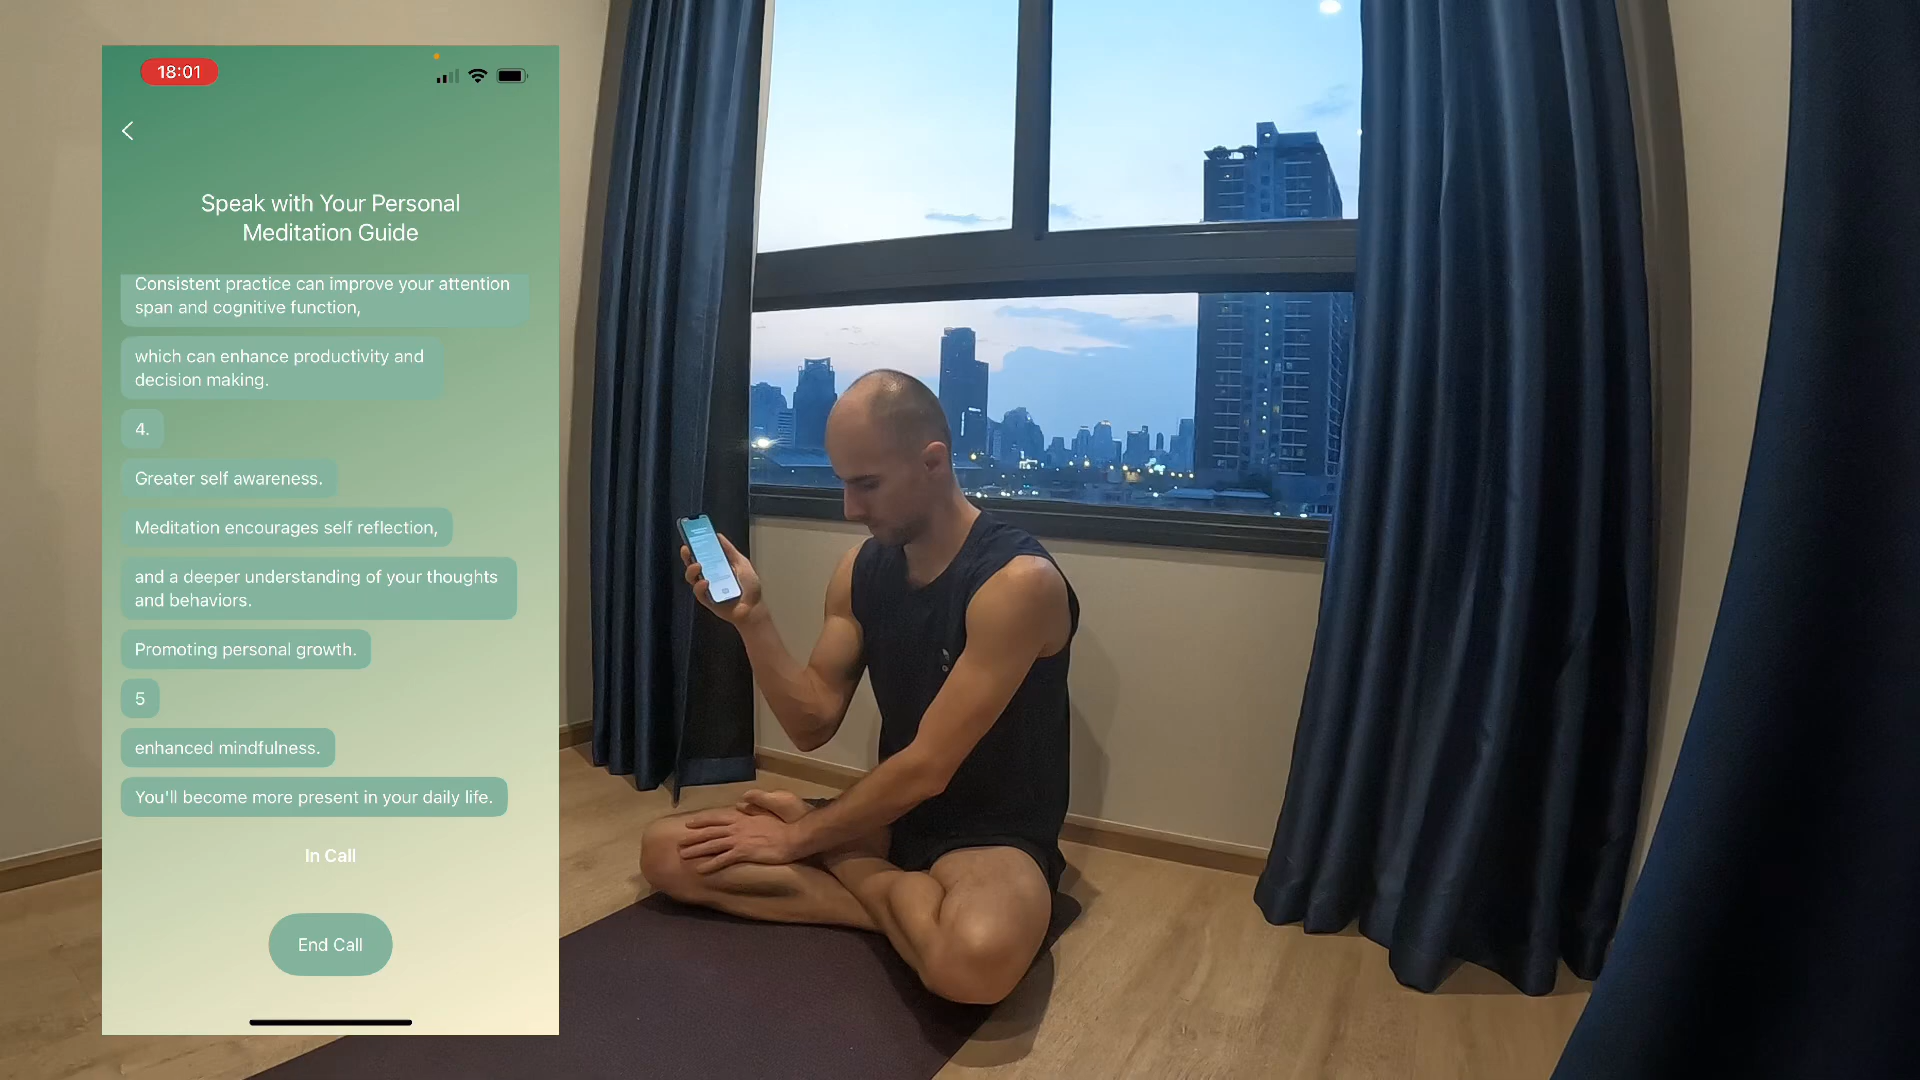 18:01
Speak with Your Personal
Meditation Guide
Consistent practice can improve your attention
span and cognitive function,
which can enhance productivity and
decision making.
4.
Greater self awareness.
Meditation encourages self reflection,
and a deeper understanding of your thoughts
and behaviors.
Promoting personal growth.
5
enhanced mindfulness.
You'll become more present in your daily life.
In Call
End Call